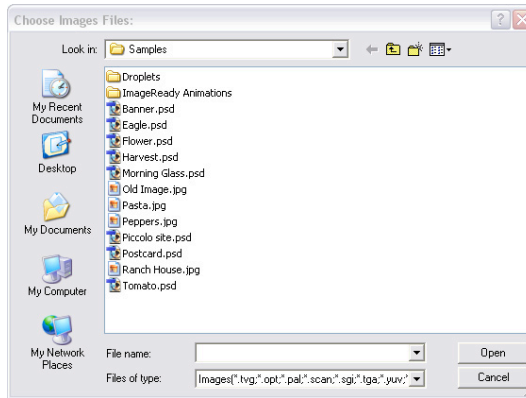 Choose Images Files:
Look in: Samples
My Recent Documents
Desktop
My Documents
My Computer
My Network Places
Droplets
ImageReady Animations
Banner.psd
Eagle.psd
Flower.psd
Harvest.psd
Morning Glass.psd
Old Image.jpg
Pasta.jpg
Peppers.jpg
Piccolo site.psd
Postcard.psd
Ranch House.jpg
Tomato.psd
File name:
Open
Files of type: Images(*.tvg;*.opt;*.pal;*.scan;*.sgi;*.tga;*.yuv;*
Cancel